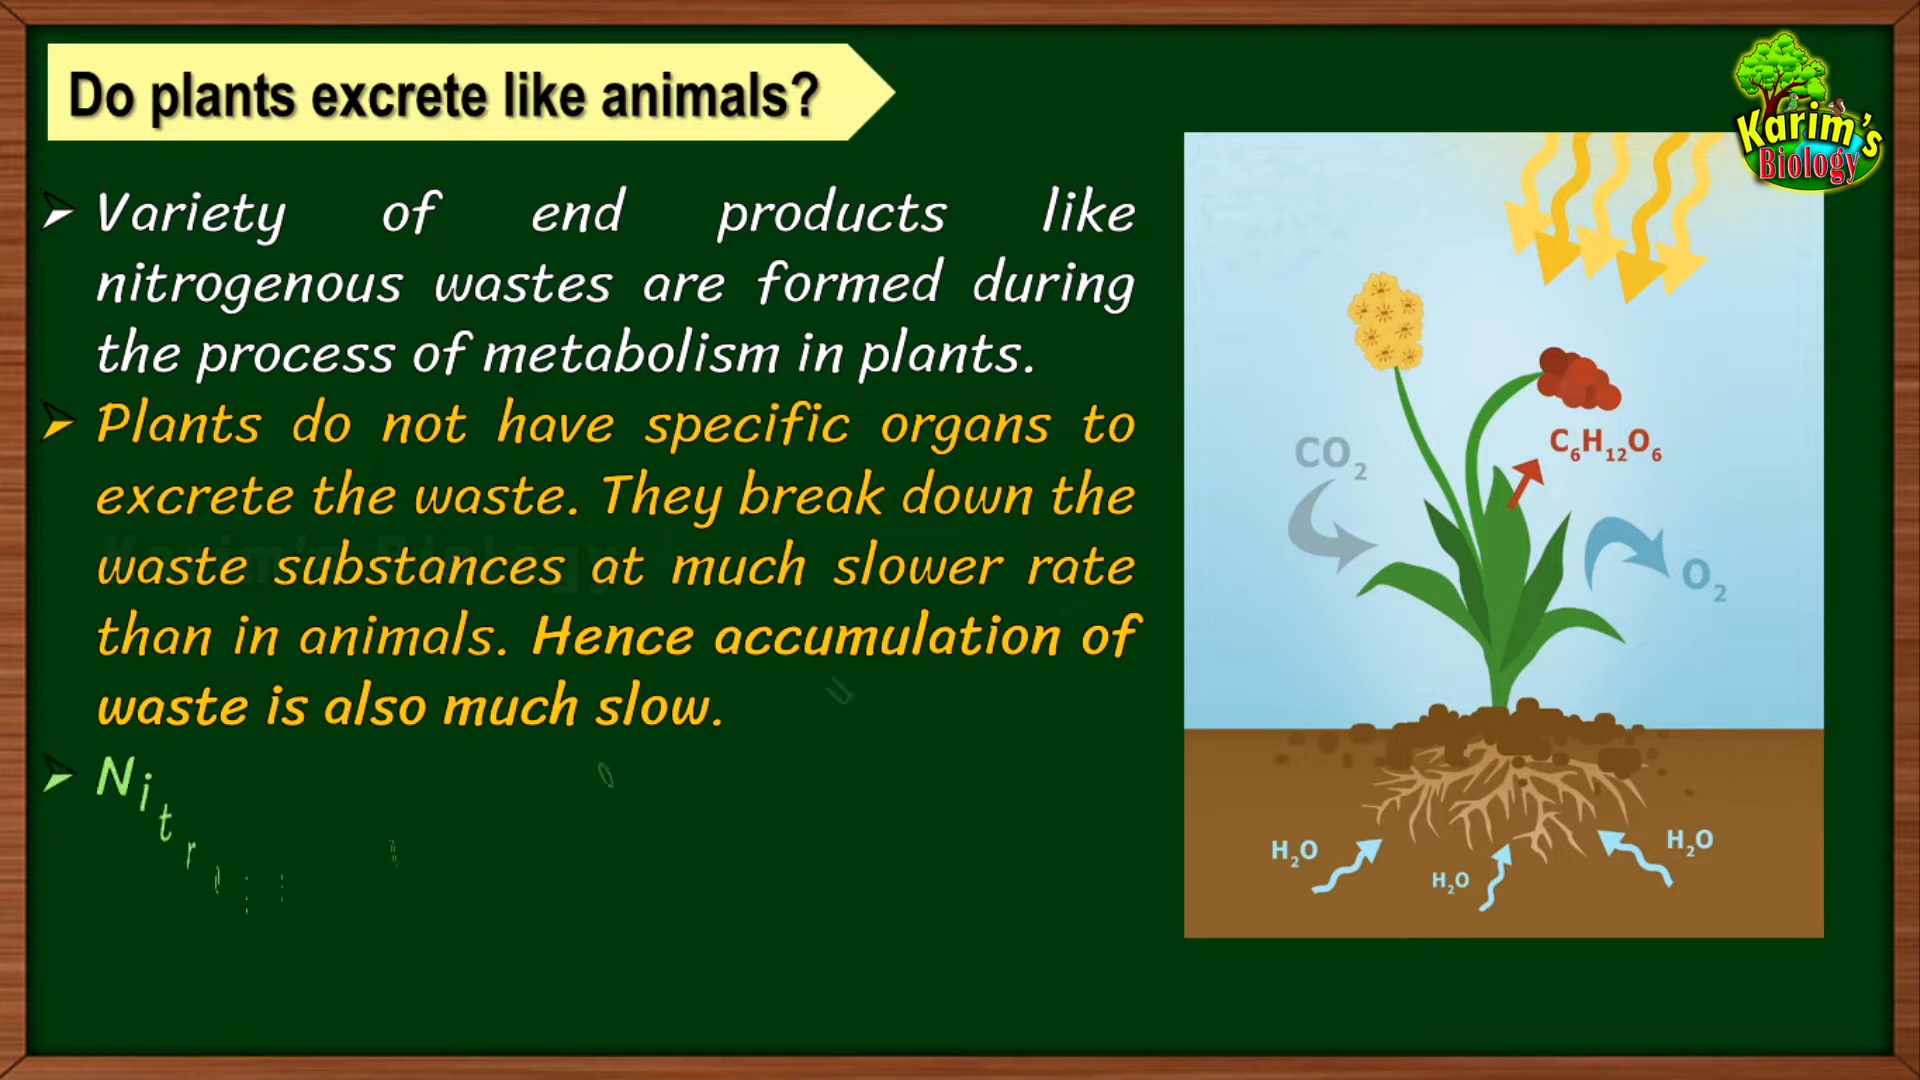 Do plants excrete like animals?
Karim's
Biology
Variety of end products like
nitrogenous wastes are formed during
the process of metabolism in plants.
Plants do not have specific organs to
excrete the waste. They break down the
waste substances at much slower rate
than in animals. Hence accumulation of
waste is also much slow.
Nitr
CO2
C6H12O6
O2
H2O
H2O
H2O